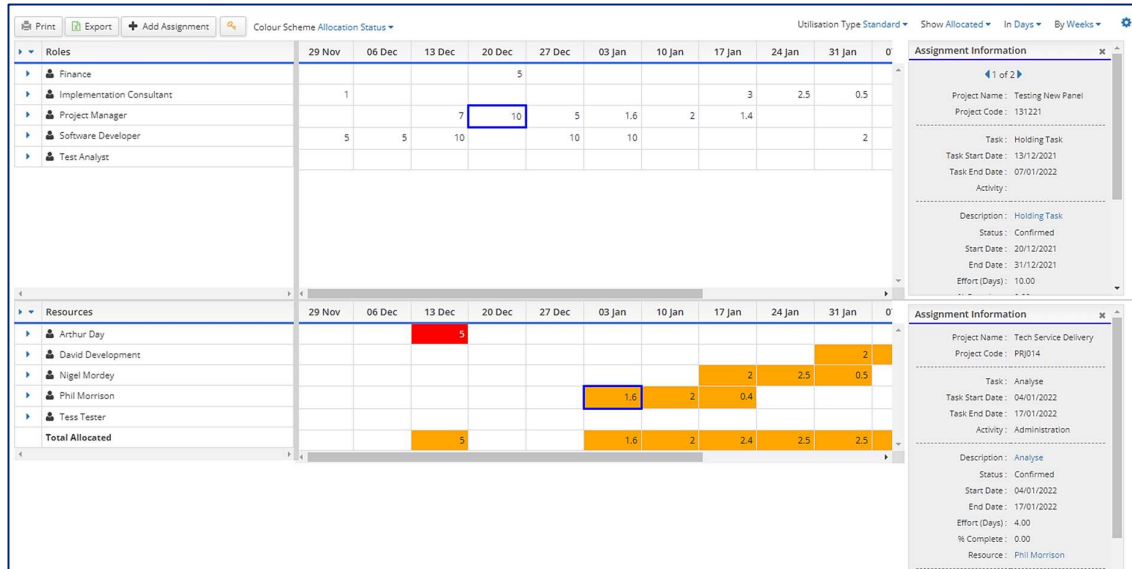 Print Export Add Assignment Colour Scheme Allocation Status Utilisation Type Standard Show Allocated In Days By Weeks
Roles 29 Nov 06 Dec 13 Dec 20 Dec 27 Dec 03 Jan 10 Jan 17 Jan 24 Jan 31 Jan
Finance 5
Implementation Consultant 1 3 2.5 0.5
Project Manager 7 10 5 1.6 2 1.4
Software Developer 5 5 10 10 10 2
Test Analyst
Assignment Information
1 of 2
Project Name : Testing New Panel
Project Code : 131221
Task : Holding Task
Task Start Date : 13/12/2021
Task End Date : 07/01/2022
Activity :
Description : Holding Task
Status : Confirmed
Start Date : 20/12/2021
End Date : 31/12/2021
Effort (Days) : 10.00
Resources 29 Nov 06 Dec 13 Dec 20 Dec 27 Dec 03 Jan 10 Jan 17 Jan 24 Jan 31 Jan
Arthur Day 5
David Development 2
Nigel Mordey 2 2.5 0.5
Phil Morrison 1.6 2 0.4
Tess Tester
Total Allocated 5 1.6 2 2.4 2.5 2.5
Assignment Information
Project Name : Tech Service Delivery
Project Code : PRJ014
Task : Analyse
Task Start Date : 04/01/2022
Task End Date : 17/01/2022
Activity : Administration
Description : Analyse
Status : Confirmed
Start Date : 04/01/2022
End Date : 17/01/2022
Effort (Days) : 4.00
% Complete : 0.00
Resource : Phil Morrison